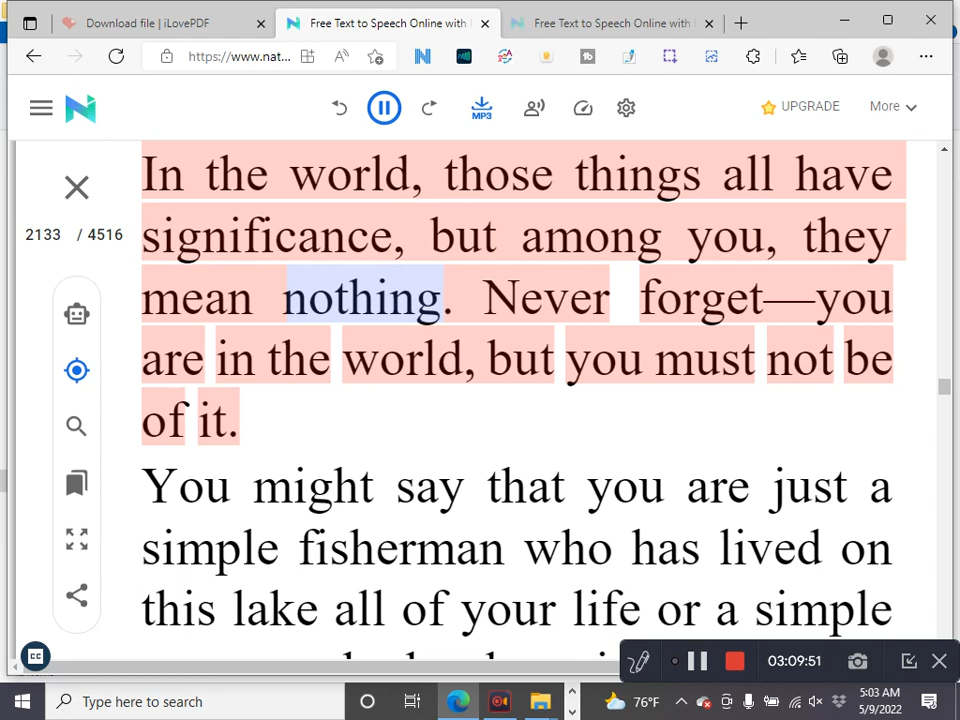 Download file | iLovePDF
Free Text to Speech Online with
Free Text to Speech Online with
https://www.nat...
MP3
UPGRADE
More
In the world, those things all have
significance, but among you, they
mean nothing. Never forget—you
are in the world, but you must not be
of it.
You might say that you are just a
simple fisherman who has lived on
this lake all of your life or a simple
2133 / 4516
CC
03:09:51
Type here to search
76°F
5:03 AM
5/9/2022